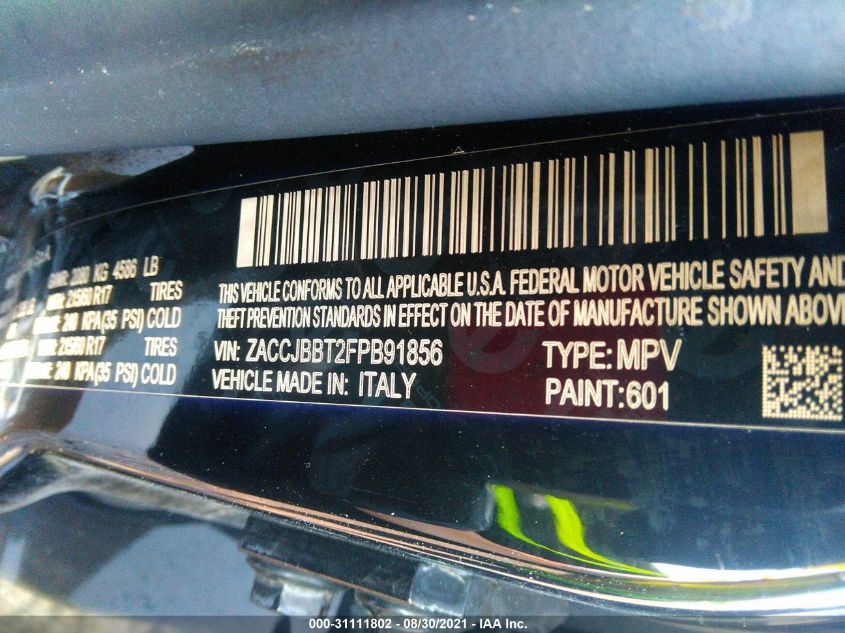 KG 4586 LB
R17 TIRES
KPA(35 PSI) COLD
R17 TIRES
KPA(35 PSI) COLD
THIS VEHICLE CONFORMS TO ALL APPLICABLE U.S.A. FEDERAL MOTOR VEHICLE SAFETY AND
THEFT PREVENTION STANDARDS IN EFFECT ON THE DATE OF MANUFACTURE SHOWN ABOV
VIN: ZACCJBBT2FPB91856 TYPE: MPV
VEHICLE MADE IN: ITALY PAINT:601
000-31111802 - 08/30/2021 - IAA Inc.